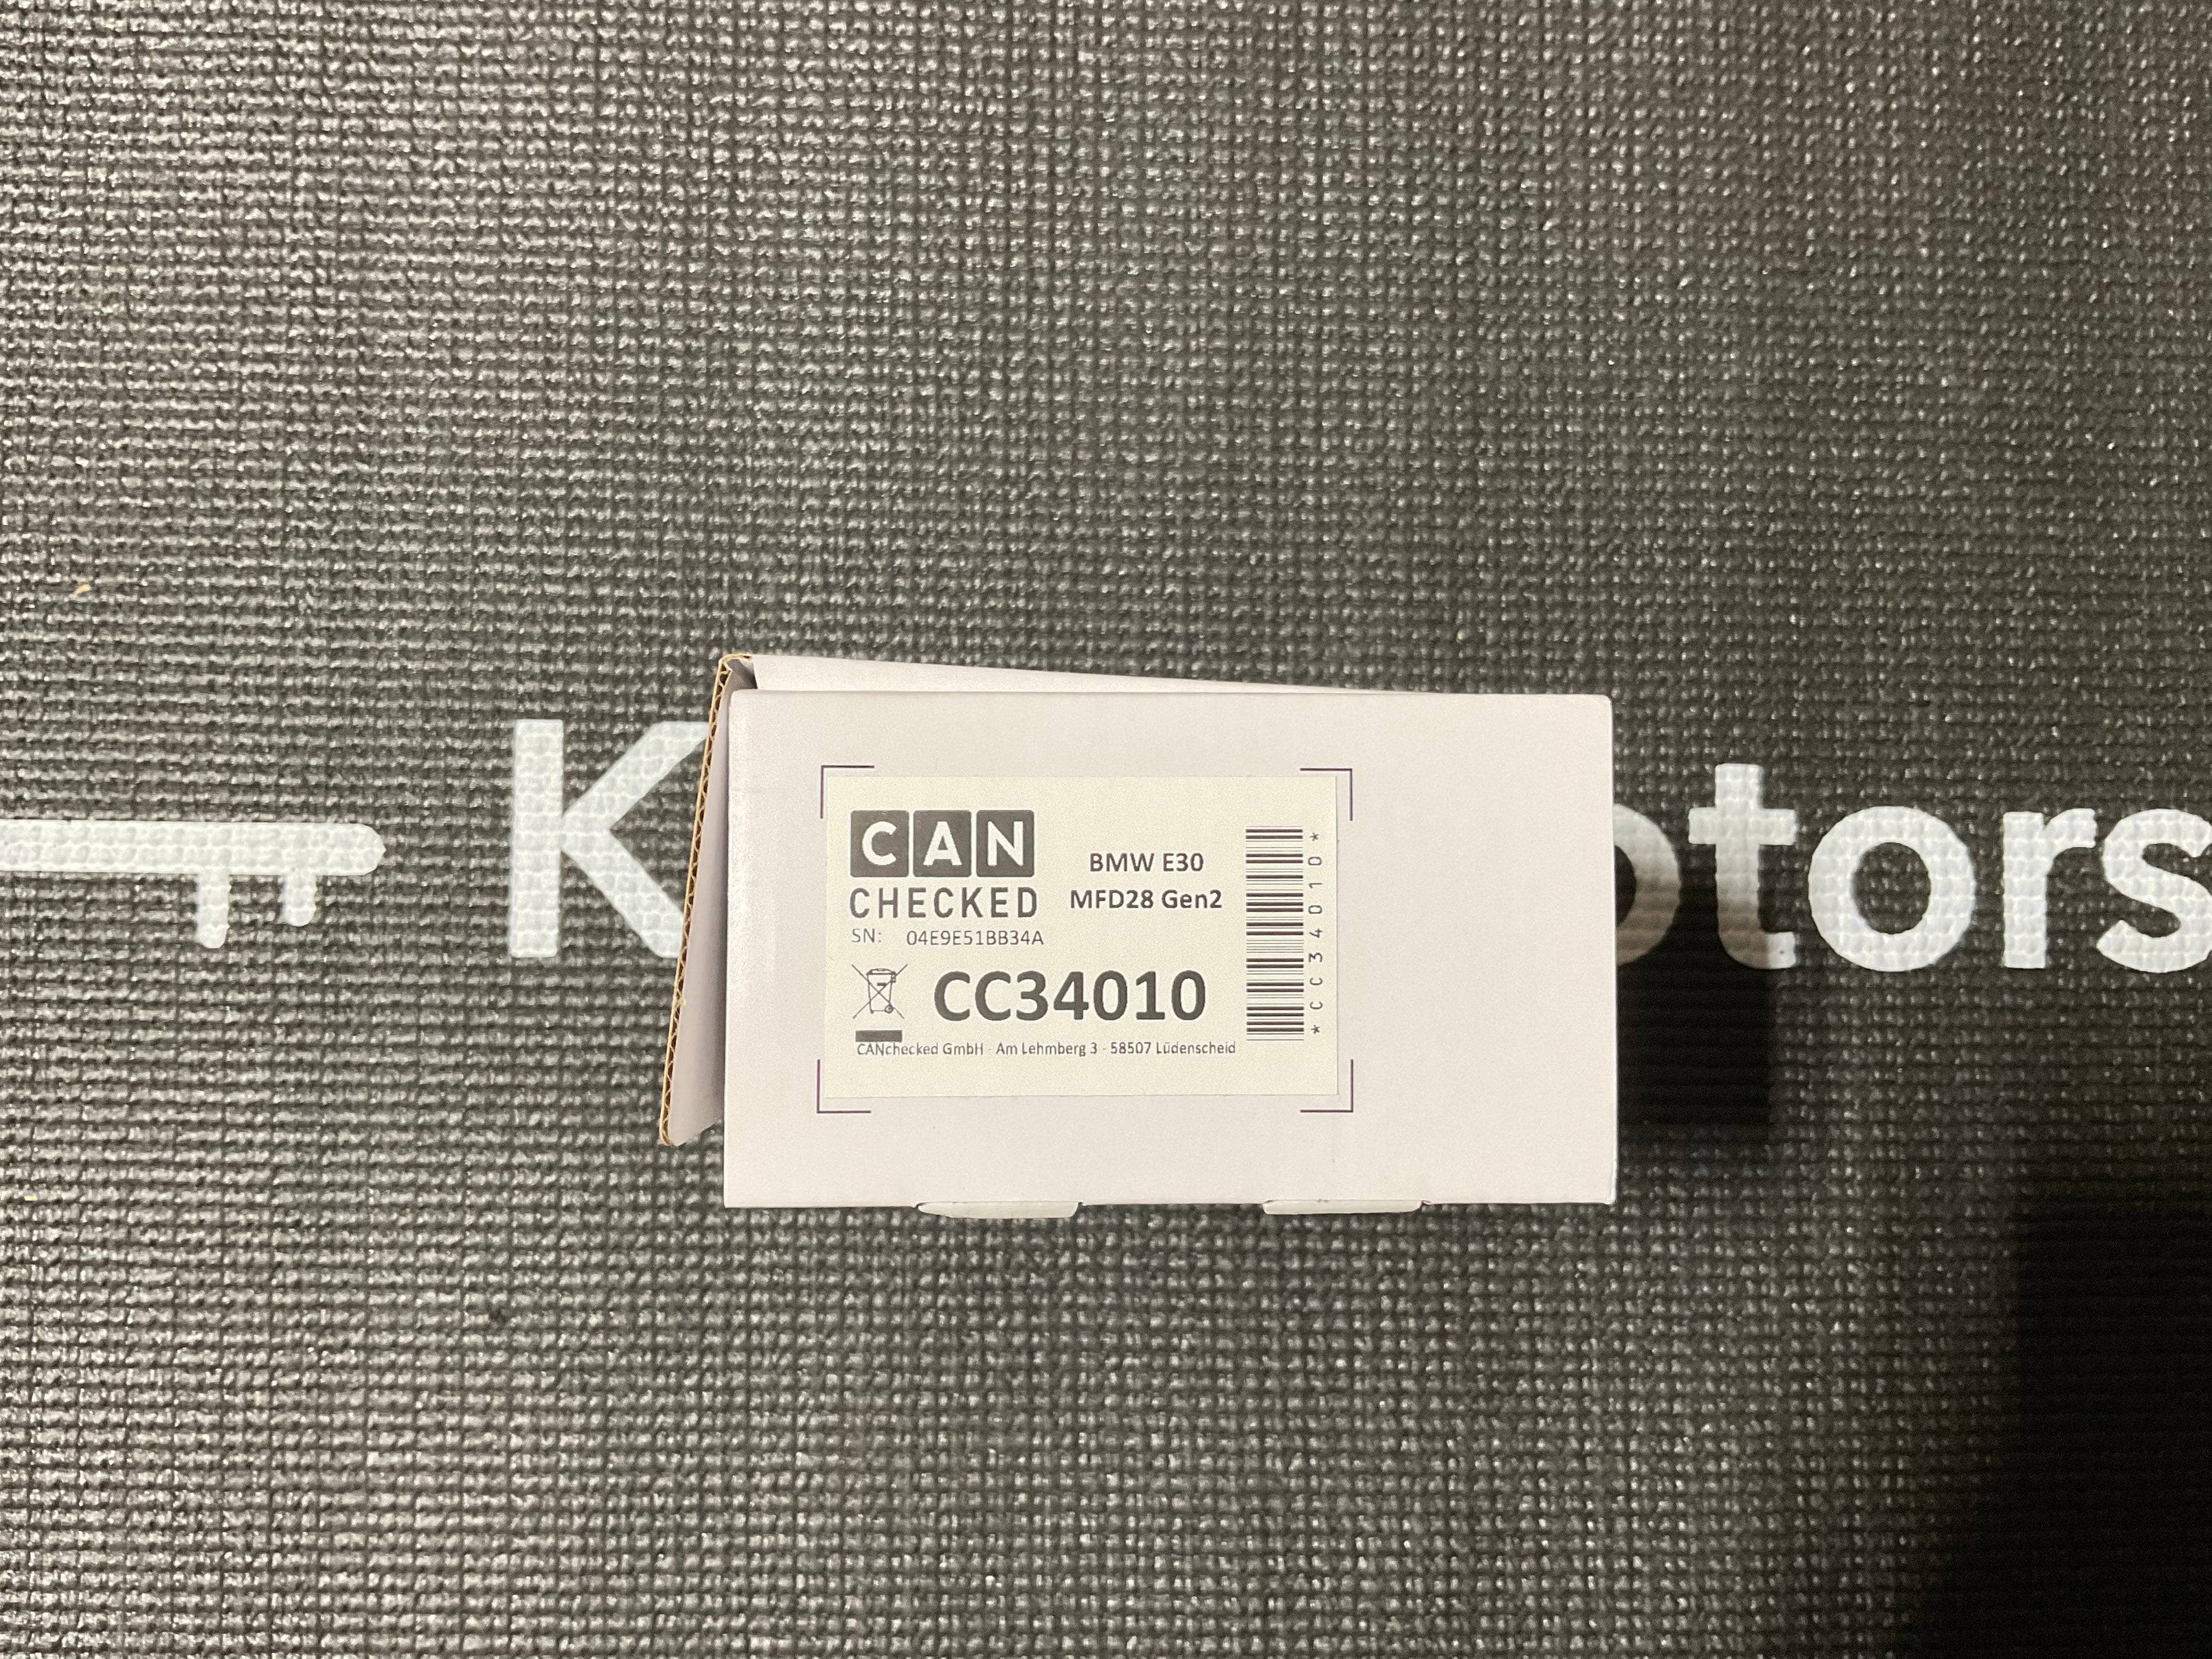 CAN
CHECKED
BMW E30
MFD28 Gen2
SN: 04E9E51BB34A
CC34010
CANchecked GmbH - Am Lehmberg 3 - 58507 Lüdenscheid
*CC34010*
K
otors